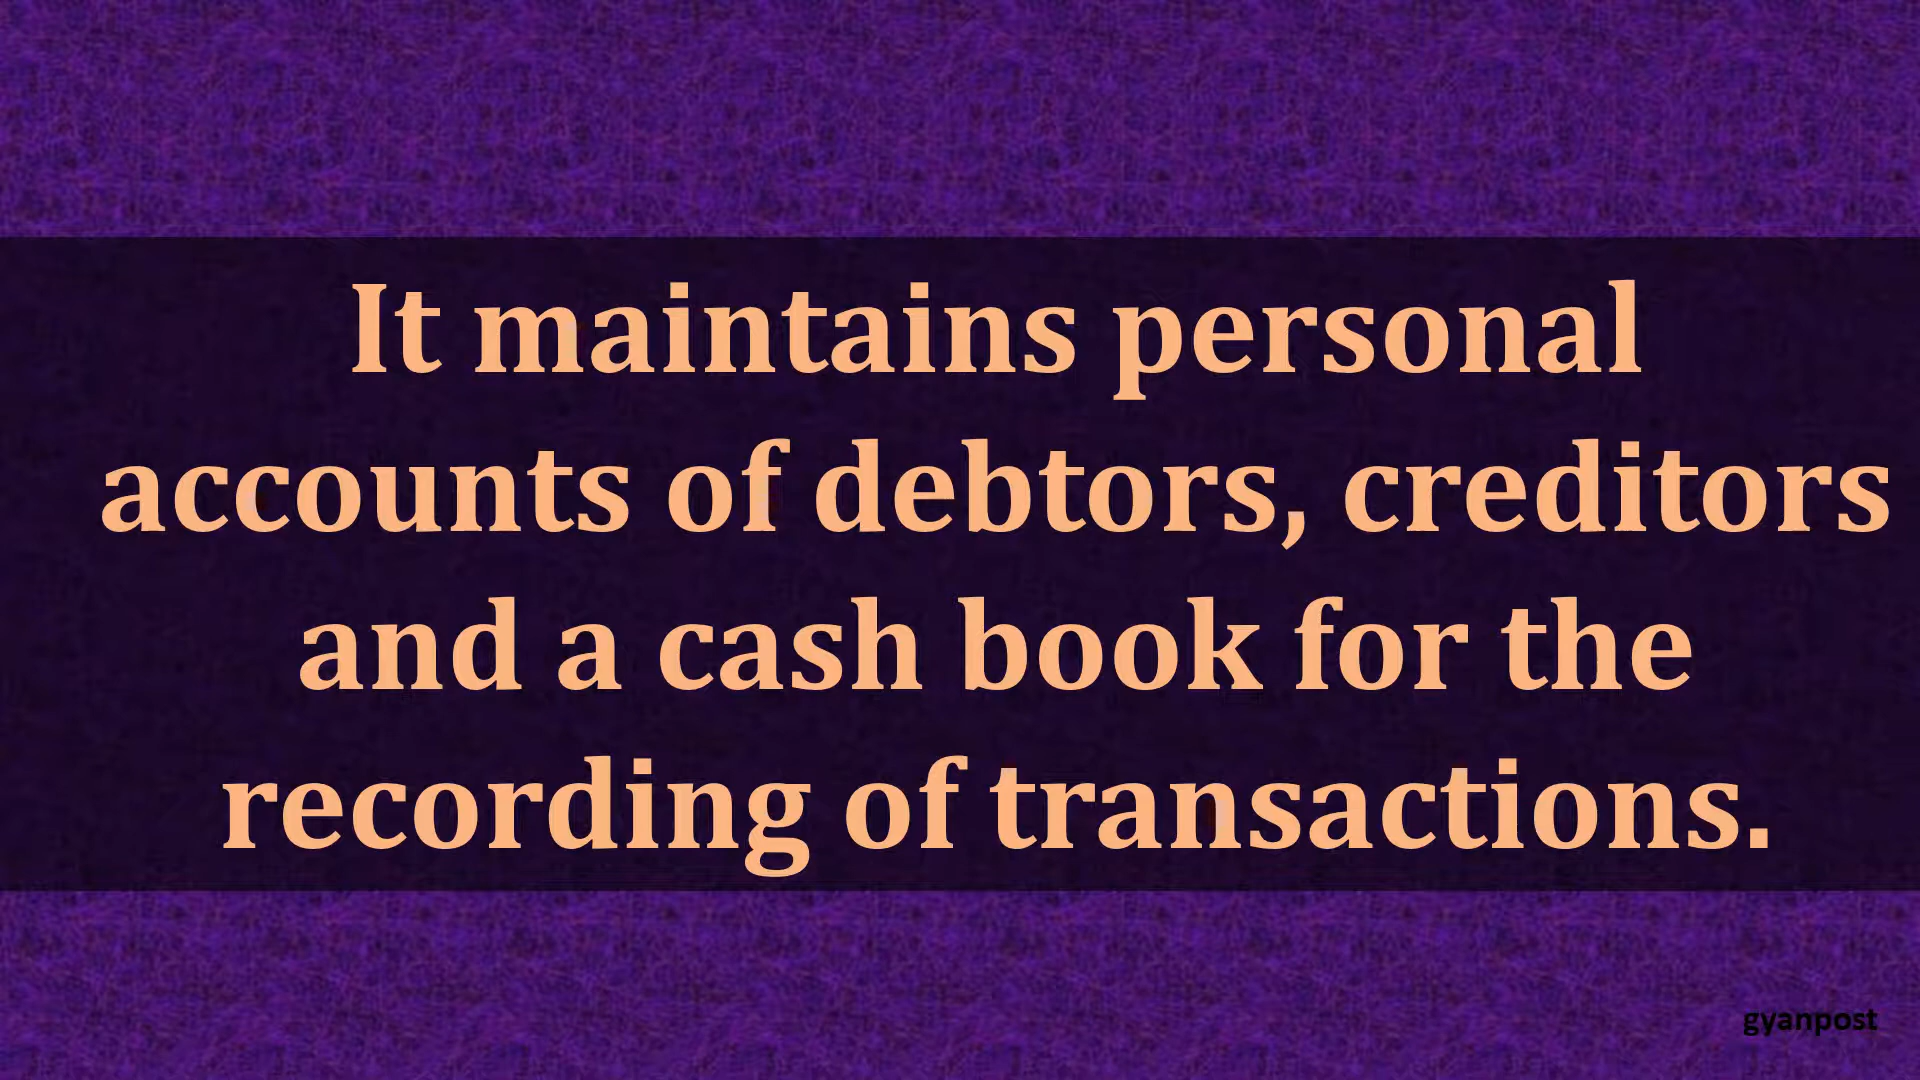 It maintains personal
accounts of debtors, creditors
and a cash book for the
recording of transactions.
gyanpost